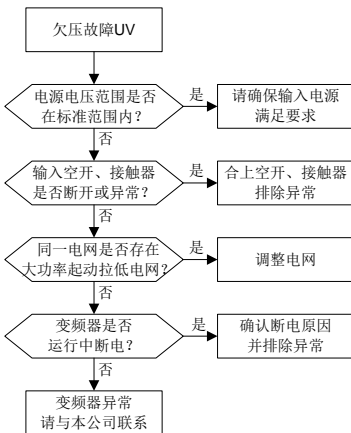 欠压故障UV
电源电压范围是否
在标准范围内?
是
请确保输入电源
满足要求
否
输入空开、接触器
是否断开或异常?
是
合上空开、接触器
排除异常
否
同一电网是否存在
大功率起动拉低电网?
是
调整电网
否
变频器是否
运行中断电?
是
确认断电原因
并排除异常
否
变频器异常
请与本公司联系